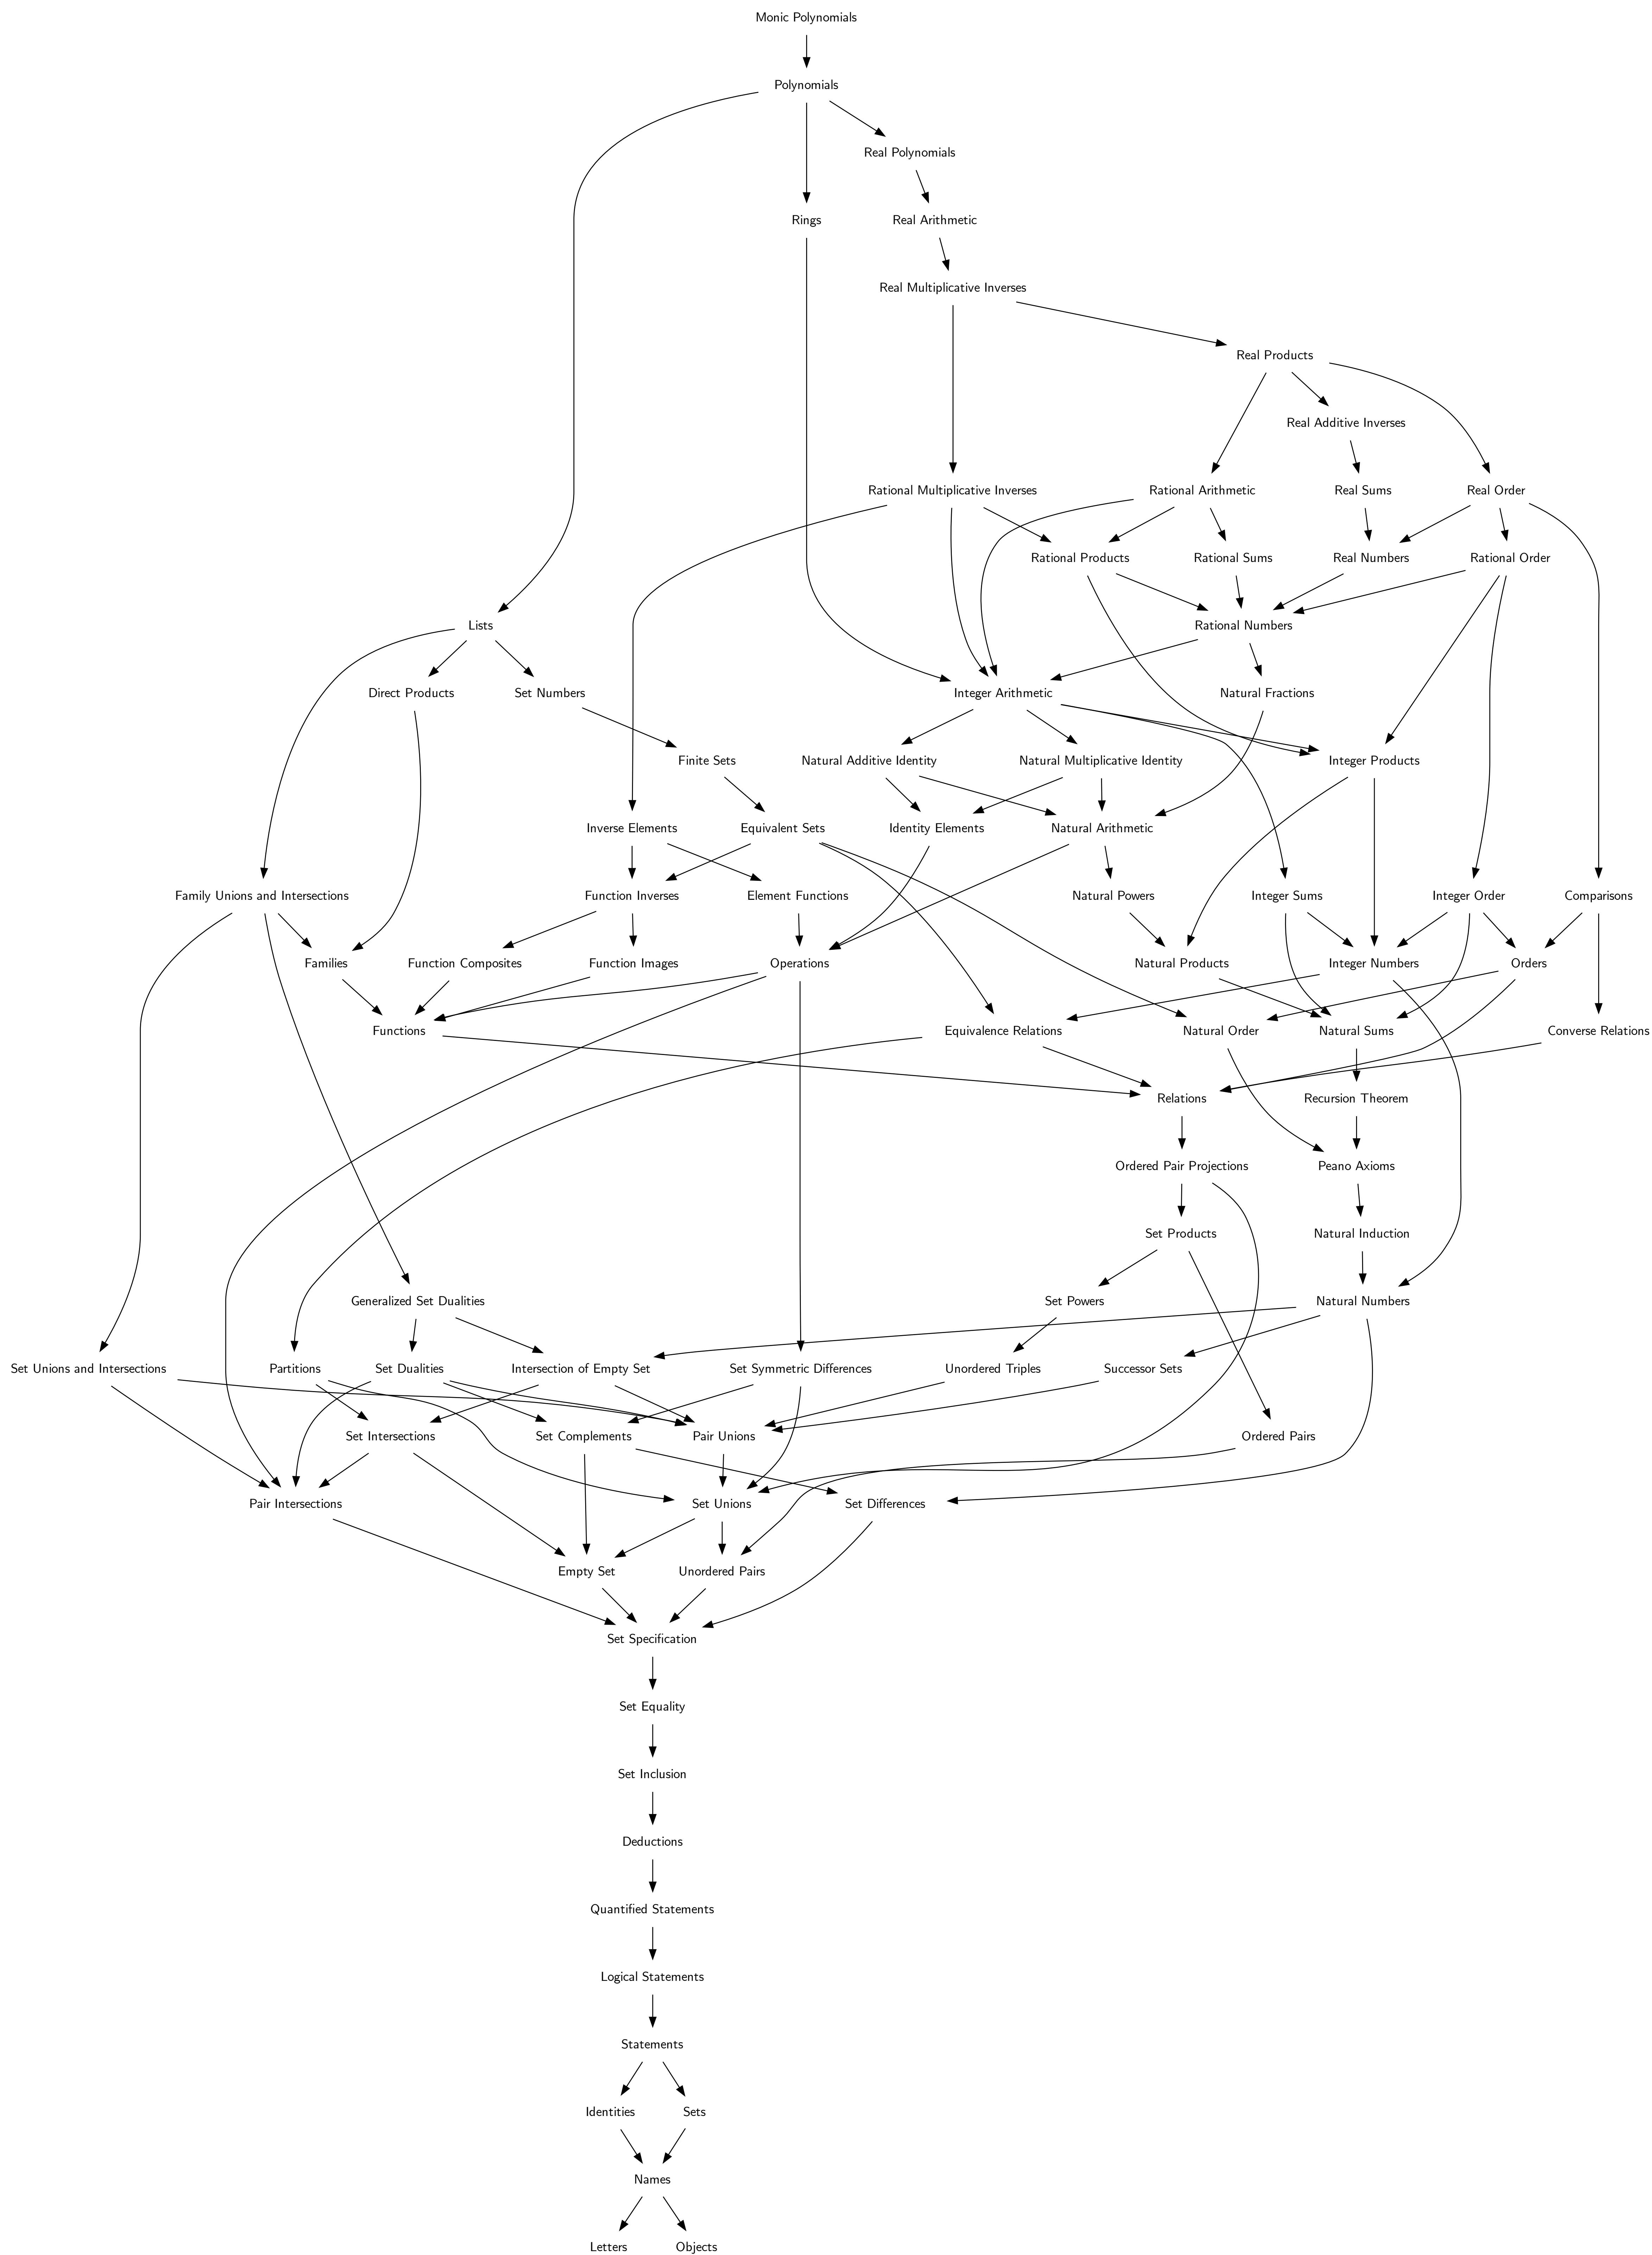 Monic Polynomials
Polynomials
Real Polynomials
Rings
Real Arithmetic
Real Multiplicative Inverses
Real Products
Real Additive Inverses
Rational Multiplicative Inverses
Rational Arithmetic
Real Sums
Real Order
Rational Products
Rational Sums
Real Numbers
Rational Order
Lists
Rational Numbers
Direct Products
Set Numbers
Integer Arithmetic
Natural Fractions
Finite Sets
Natural Additive Identity
Natural Multiplicative Identity
Integer Products
Inverse Elements
Equivalent Sets
Identity Elements
Natural Arithmetic
Family Unions and Intersections
Function Inverses
Element Functions
Natural Powers
Integer Sums
Integer Order
Comparisons
Families
Function Composites
Function Images
Operations
Natural Products
Integer Numbers
Orders
Functions
Equivalence Relations
Natural Order
Natural Sums
Converse Relations
Relations
Recursion Theorem
Ordered Pair Projections
Peano Axioms
Set Products
Natural Induction
Generalized Set Dualities
Set Powers
Natural Numbers
Set Unions and Intersections
Partitions
Set Dualities
Intersection of Empty Set
Set Symmetric Differences
Unordered Triples
Successor Sets
Set Intersections
Set Complements
Pair Unions
Ordered Pairs
Pair Intersections
Set Unions
Set Differences
Empty Set
Unordered Pairs
Set Specification
Set Equality
Set Inclusion
Deductions
Quantified Statements
Logical Statements
Statements
Identities
Sets
Names
Letters
Objects